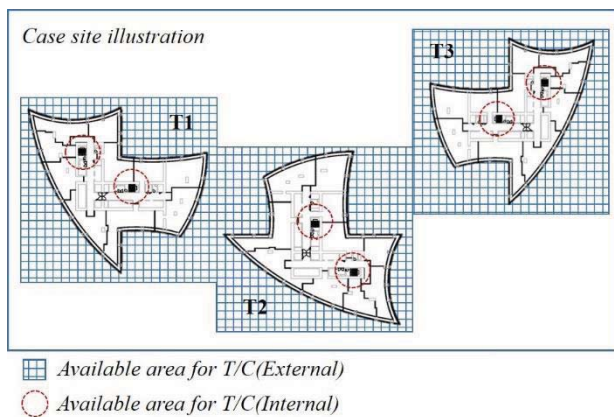 Case site illustration
T3
T1
T2
Available area for T/C(External)
Available area for T/C(Internal)